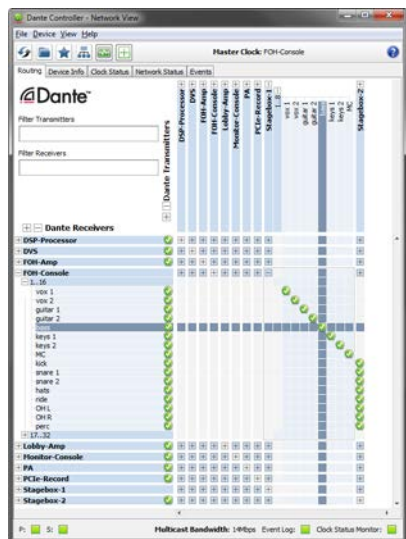 Dante Controller - Network View
File Device View Help
Master Clock: FOH-Console
Routing Device Info Clock Status Network Status Events
Dante™
Filter Transmitters
Filter Receivers
Dante Transmitters
DSP-Processor
DVS
FOH-Amp
FOH-Console
Lobby-Amp
Monitor-Console
PA
PCIe-Record
Stagebox-1
1..8
vox 1
vox 2
guitar 1
guitar 2
keys 1
keys 2
MC
Stagebox-2
Dante Receivers
DSP-Processor
DVS
FOH-Amp
FOH-Console
1..16
vox 1
vox 2
guitar 1
guitar 2
bass
keys 1
keys 2
MC
kick
snare 1
snare 2
hats
ride
OH L
OH R
perc
17..32
Lobby-Amp
Monitor-Console
PA
PCIe-Record
Stagebox-1
Stagebox-2
P: S: Multicast Bandwidth: 14Mbps Event Log: Clock Status Monitor: